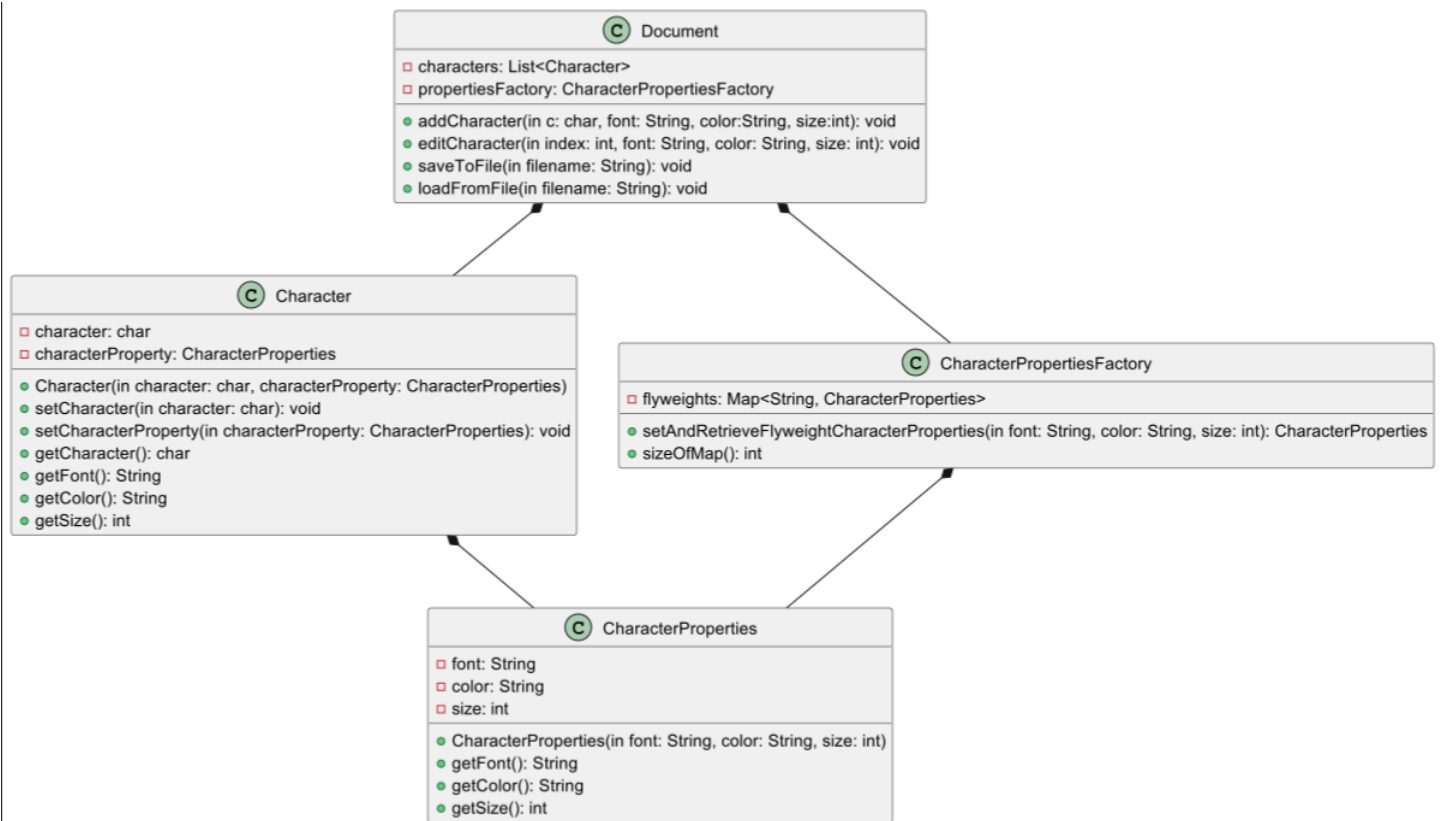 C Document
characters: List<Character>
propertiesFactory: CharacterPropertiesFactory
addCharacter(in c: char, font: String, color:String, size:int): void
editCharacter(in index: int, font: String, color: String, size: int): void
saveToFile(in filename: String): void
loadFromFile(in filename: String): void
C Character
character: char
characterProperty: CharacterProperties
Character(in character: char, characterProperty: CharacterProperties)
setCharacter(in character: char): void
setCharacterProperty(in characterProperty: CharacterProperties): void
getCharacter(): char
getFont(): String
getColor(): String
getSize(): int
C CharacterPropertiesFactory
flyweights: Map<String, CharacterProperties>
setAndRetrieveFlyweightCharacterProperties(in font: String, color: String, size: int): CharacterProperties
sizeOfMap(): int
C CharacterProperties
font: String
color: String
size: int
CharacterProperties(in font: String, color: String, size: int)
getFont(): String
getColor(): String
getSize(): int